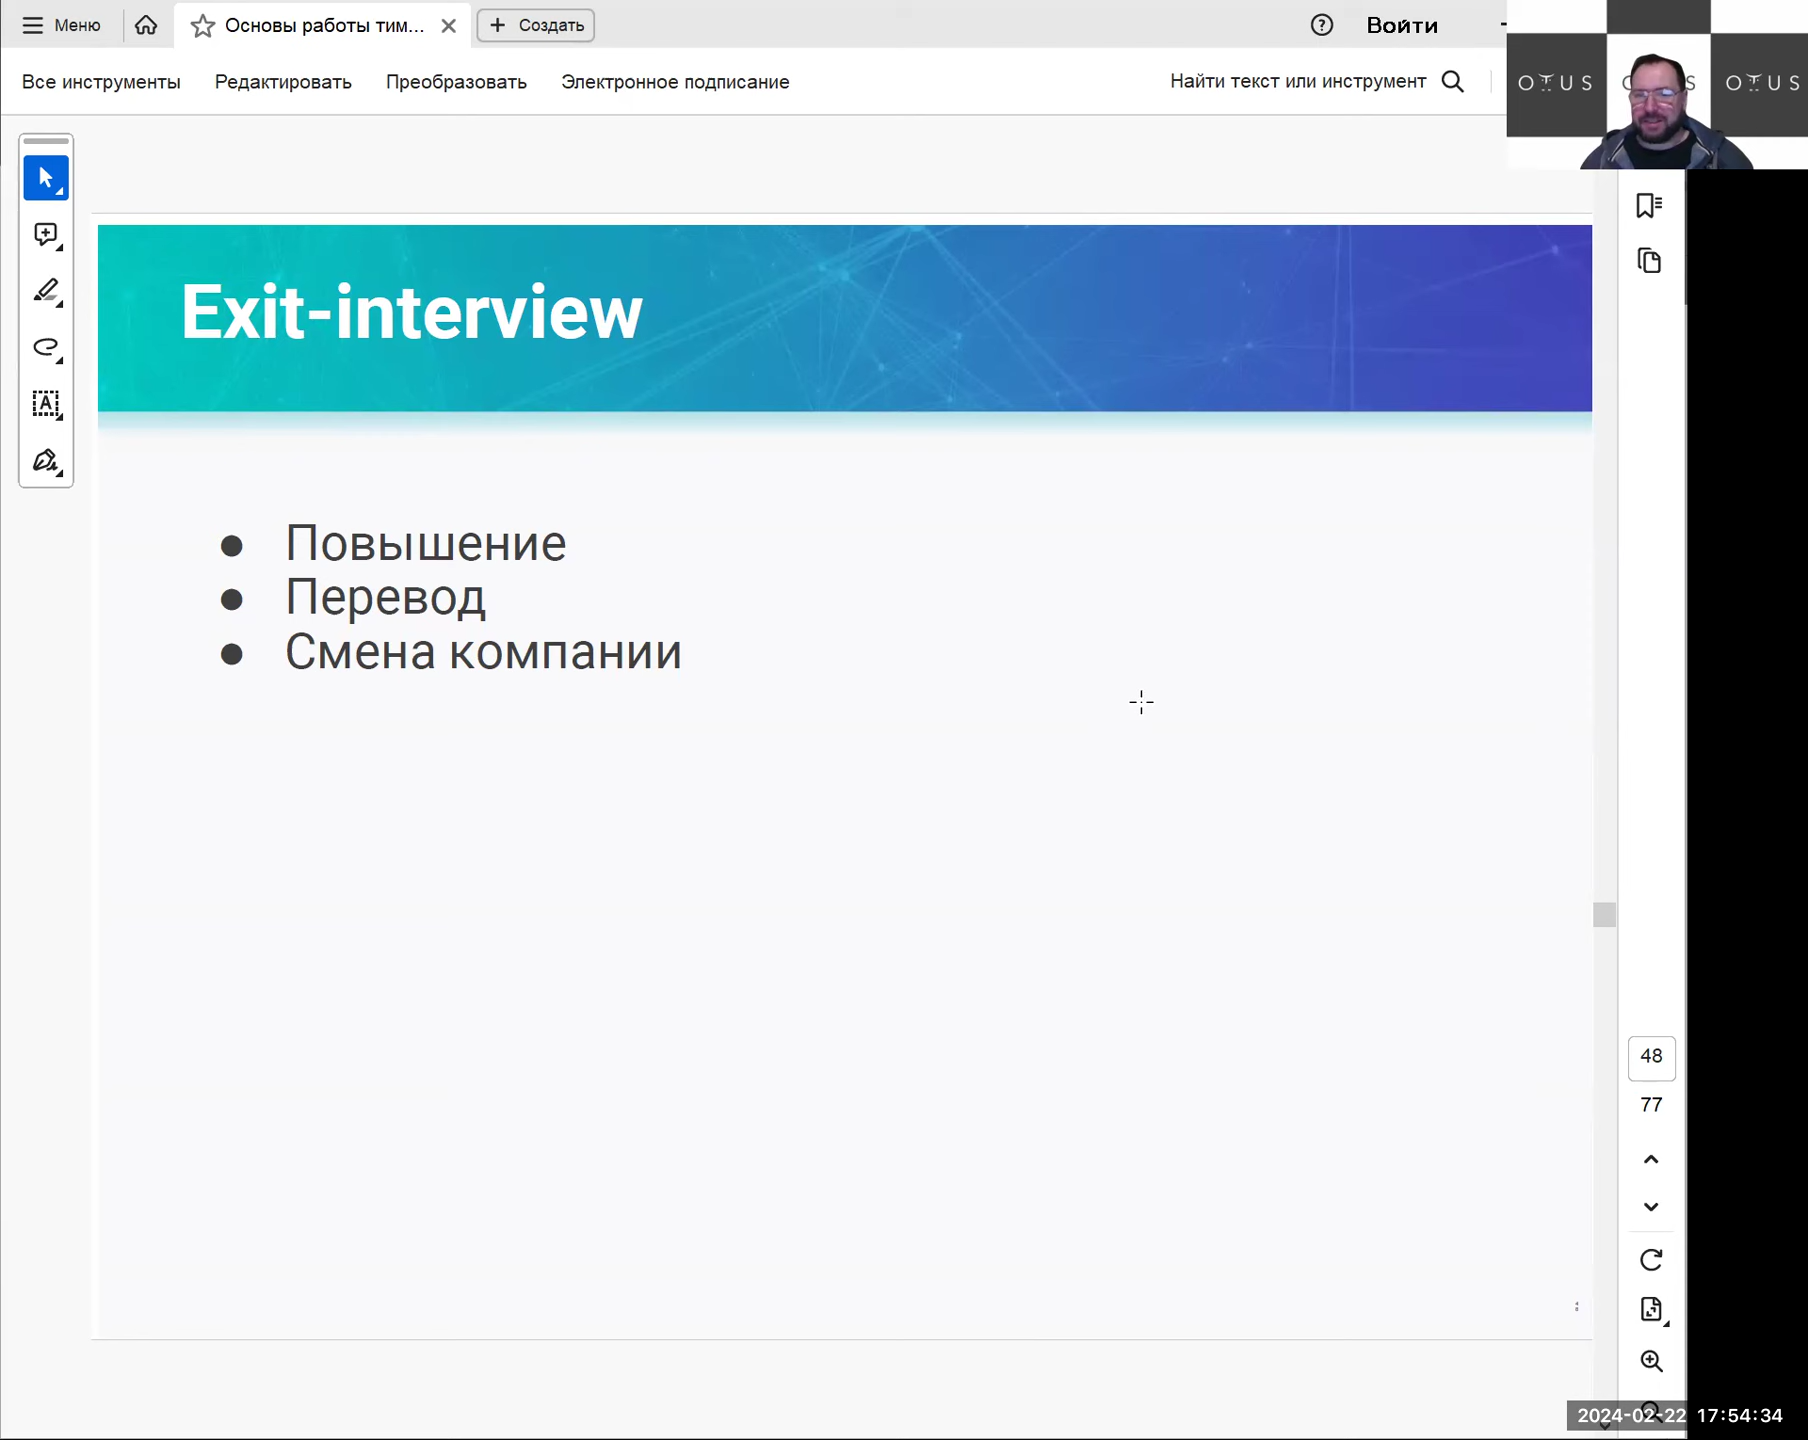 Меню
Основы работы тим...
Создать
Войти
Все инструменты
Редактировать
Преобразовать
Электронное подписание
Найти текст или инструмент
OTUS
OTUS
Exit-interview
● Повышение
● Перевод
● Смена компании
48
77
2024-02-22 17:54:34